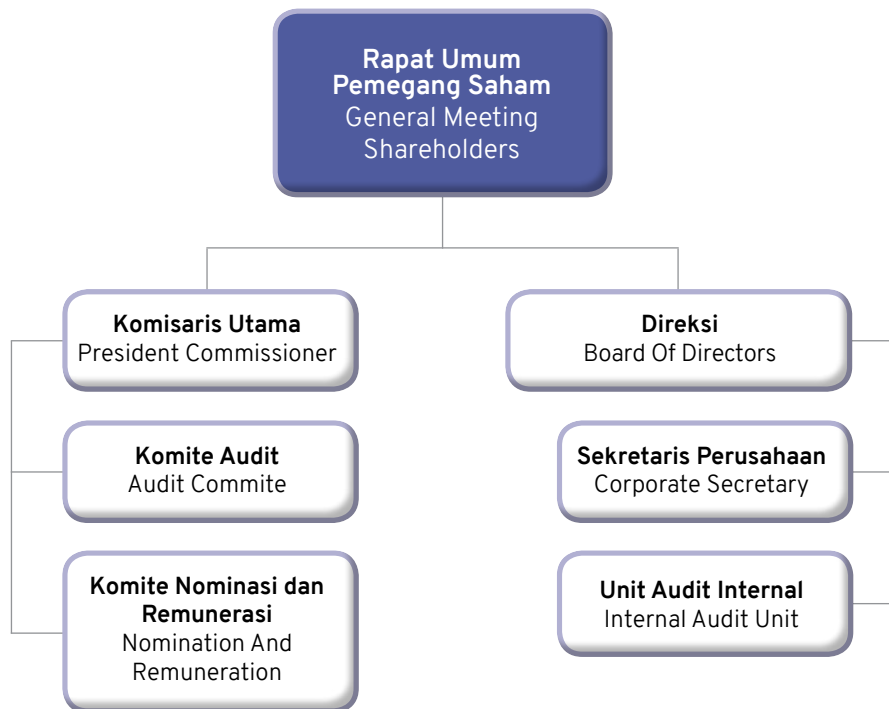 Rapat Umum
Pemegang Saham
General Meeting
Shareholders
Komisaris Utama
President Commissioner
Direksi
Board Of Directors
Komite Audit
Audit Commite
Sekretaris Perusahaan
Corporate Secretary
Komite Nominasi dan
Remunerasi
Nomination And
Remuneration
Unit Audit Internal
Internal Audit Unit